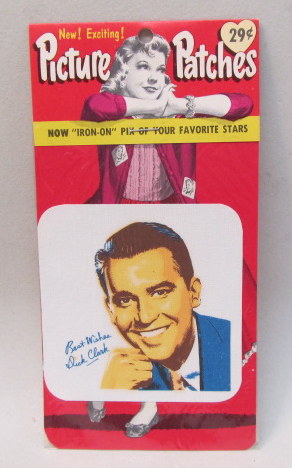 New! Exciting!
Picture Patches
29¢
NOW "IRON-ON" PIX OF YOUR FAVORITE STARS
Best Wishes
Dick Clark